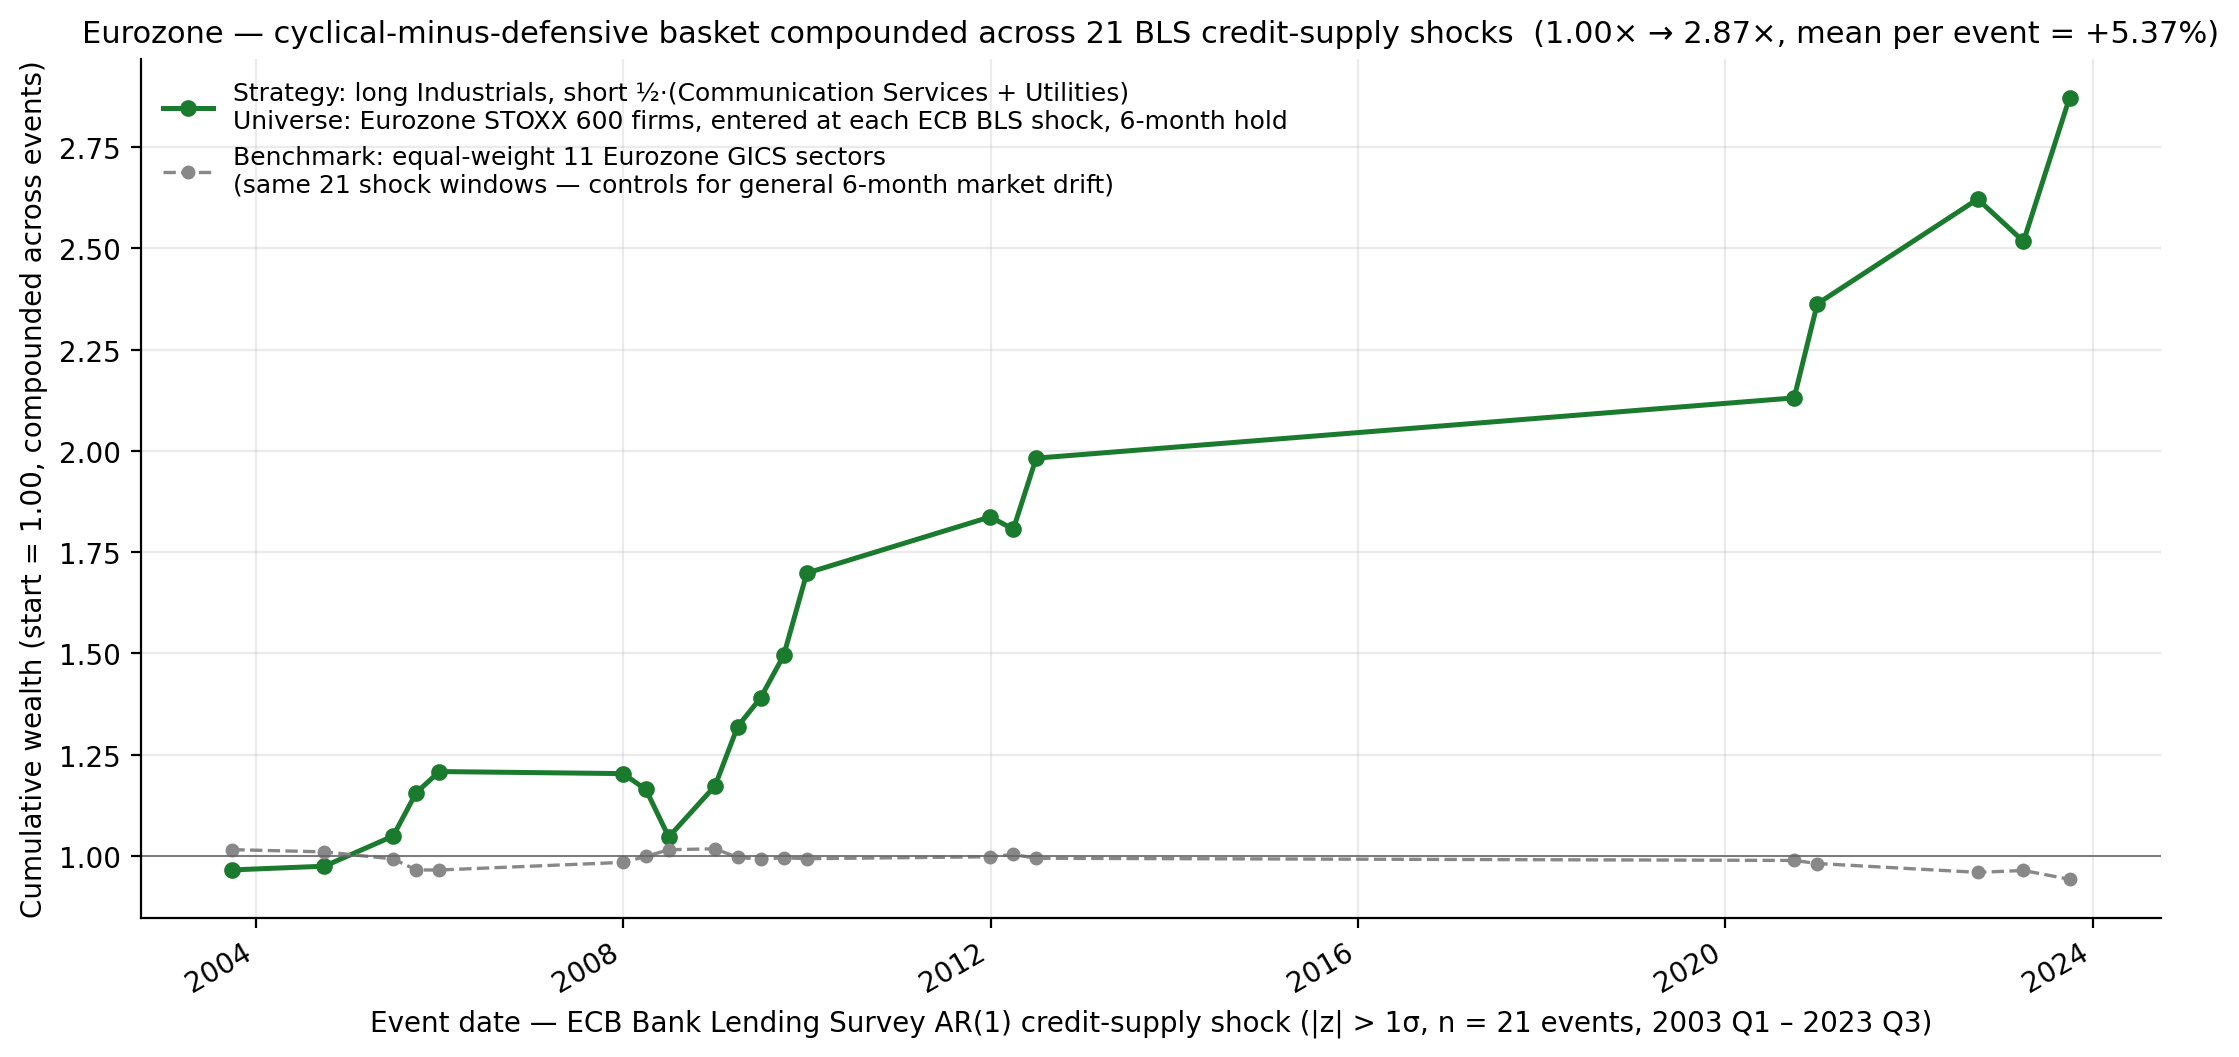 Eurozone — cyclical-minus-defensive basket compounded across 21 BLS credit-supply shocks (1.00× → 2.87×, mean per event = +5.37%)
Strategy: long Industrials, short ½·(Communication Services + Utilities)
Universe: Eurozone STOXX 600 firms, entered at each ECB BLS shock, 6-month hold
Benchmark: equal-weight 11 Eurozone GICS sectors
(same 21 shock windows — controls for general 6-month market drift)
Cumulative wealth (start = 1.00, compounded across events)
2.75
2.50
2.25
2.00
1.75
1.50
1.25
1.00
2004
2008
2012
2016
2020
2024
Event date — ECB Bank Lending Survey AR(1) credit-supply shock (|z| > 1σ, n = 21 events, 2003 Q1 – 2023 Q3)